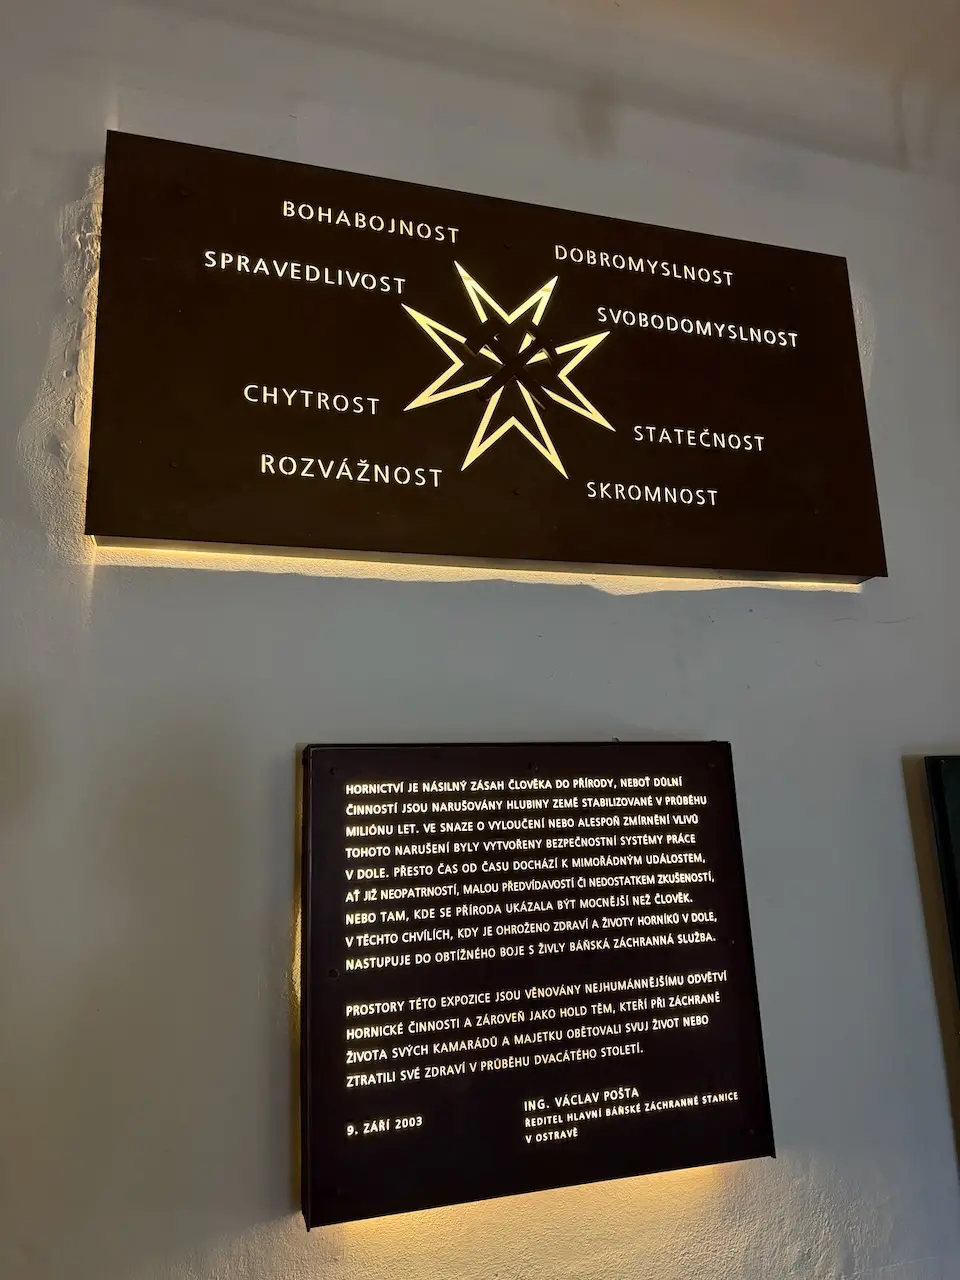 BOHABOJNOST
DOBROMYSLNOST
SPRAVEDLIVOST
SVOBODOMYSLNOST
CHYTROST
STATEČNOST
ROZVÁŽNOST
SKROMNOST
HORNICTVÍ JE NÁSILNÝ ZÁSAH ČLOVĚKA DO PŘÍRODY, NEBOŤ DŮLNÍ
ČINNOSTÍ JSOU NARUŠOVÁNY HLUBINY ZEMĚ STABILIZOVANÉ V PRŮBĚHU
MILIÓNU LET. VE SNAZE O VYLOUČENÍ NEBO ALESPOŇ ZMÍRNĚNÍ VLIVŮ
TOHOTO NARUŠENÍ BYLY VYTVOŘENY BEZPEČNOSTNÍ SYSTÉMY PRÁCE
V DOLE. PŘESTO ČAS OD ČASU DOCHÁZÍ K MIMOŘÁDNÝM UDÁLOSTEM,
AŤ JIŽ NEOPATRNOSTÍ, MALOU PŘEDVÍDAVOSTÍ ČI NEDOSTATKEM ZKUŠENOSTÍ,
NEBO TAM, KDE SE PŘÍRODA UKÁZALA BÝT MOCNĚJŠÍ NEŽ ČLOVĚK.
V TĚCHTO CHVÍLÍCH, KDY JE OHROŽENO ZDRAVÍ A ŽIVOTY HORNÍKŮ V DOLE,
NASTUPUJE DO OBTÍŽNÉHO BOJE S ŽIVLY BÁŇSKÁ ZÁCHRANNÁ SLUŽBA.
PROSTORY TÉTO EXPOZICE JSOU VĚNOVÁNY NEJHUMÁNNĚJŠÍMU ODVĚTVÍ
HORNICKÉ ČINNOSTI A ZÁROVEŇ JAKO HOLD TĚM, KTEŘÍ PŘI ZÁCHRANĚ
ŽIVOTA SVÝCH KAMARÁDŮ A MAJETKU OBĚTOVALI SVUJ ŽIVOT NEBO
ZTRATILI SVÉ ZDRAVÍ V PRŮBĚHU DVACÁTÉHO STOLETÍ.
9. ZÁŘÍ 2003
ING. VÁCLAV POŠTA
ŘEDITEL HLAVNÍ BÁŇSKÉ ZÁCHRANNÉ STANICE
V OSTRAVĚ